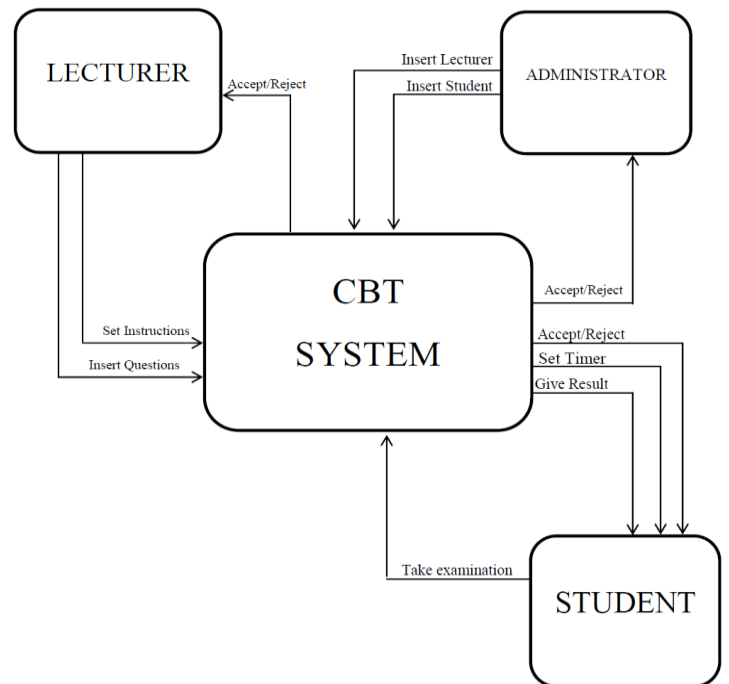 LECTURER
Accept/Reject
Insert Lecturer
Insert Student
ADMINISTRATOR
CBT
SYSTEM
Accept/Reject
Set Instructions
Insert Questions
Accept/Reject
Set Timer
Give Result
Take examination
STUDENT